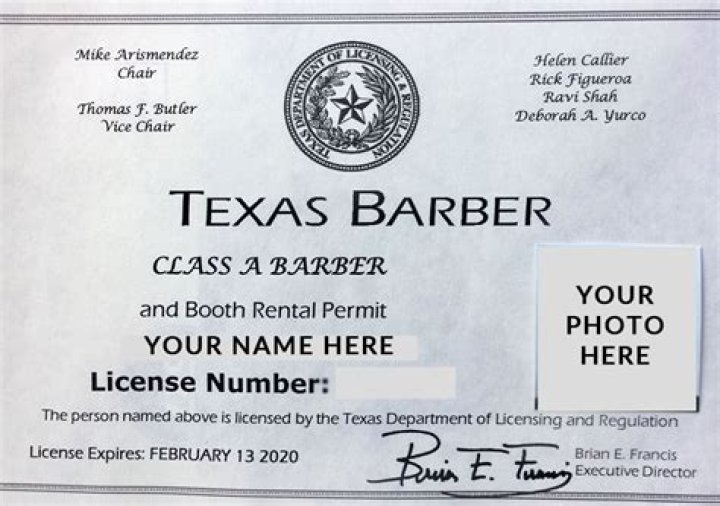 Mike Arismendez
Chair
Thomas F. Butler
Vice Chair
TEXAS DEPARTMENT OF LICENSING & REGULATION
Helen Callier
Rick Figueroa
Ravi Shah
Deborah A. Yurco
TEXAS BARBER
CLASS A BARBER
and Booth Rental Permit
YOUR NAME HERE
License Number:
YOUR
PHOTO
HERE
The person named above is licensed by the Texas Department of Licensing and Regulation
License Expires: FEBRUARY 13 2020
Brian E. Francis
Brian E. Francis
Executive Director